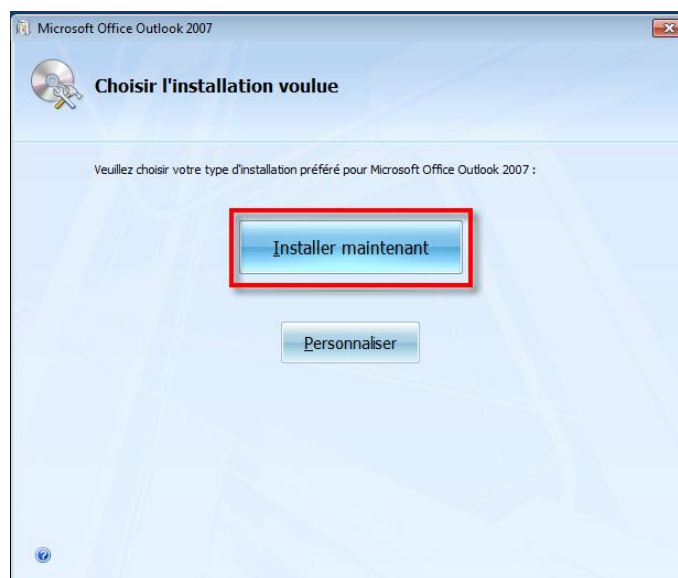 Microsoft Office Outlook 2007
Choisir l'installation voulue
Veuillez choisir votre type d'installation préféré pour Microsoft Office Outlook 2007 :
Installer maintenant
Personnaliser